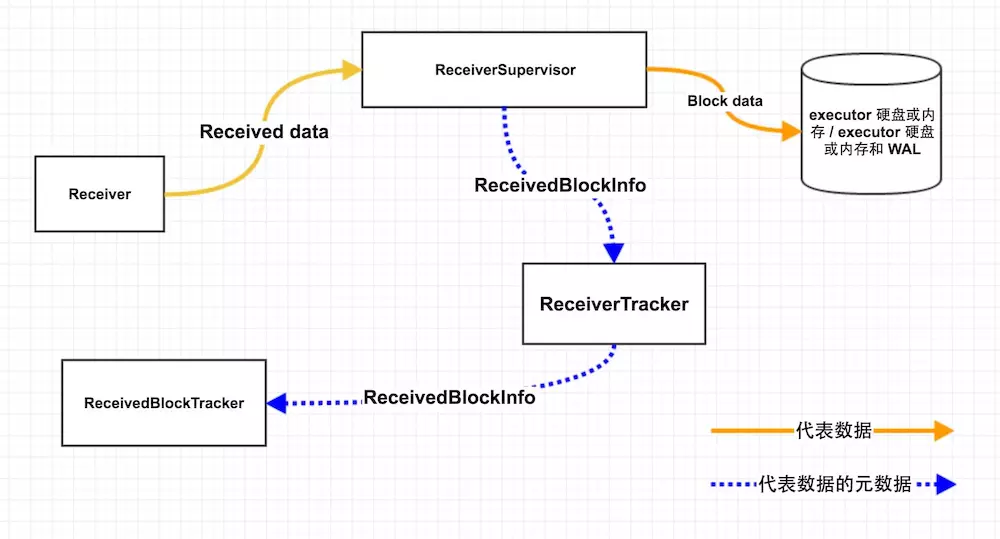 ReceiverSupervisor
Block data
executor 硬盘或内
存 / executor 硬盘
或内存和 WAL
Received data
Receiver
ReceivedBlockInfo
ReceiverTracker
ReceivedBlockInfo
ReceivedBlockTracker
代表数据
代表数据的元数据